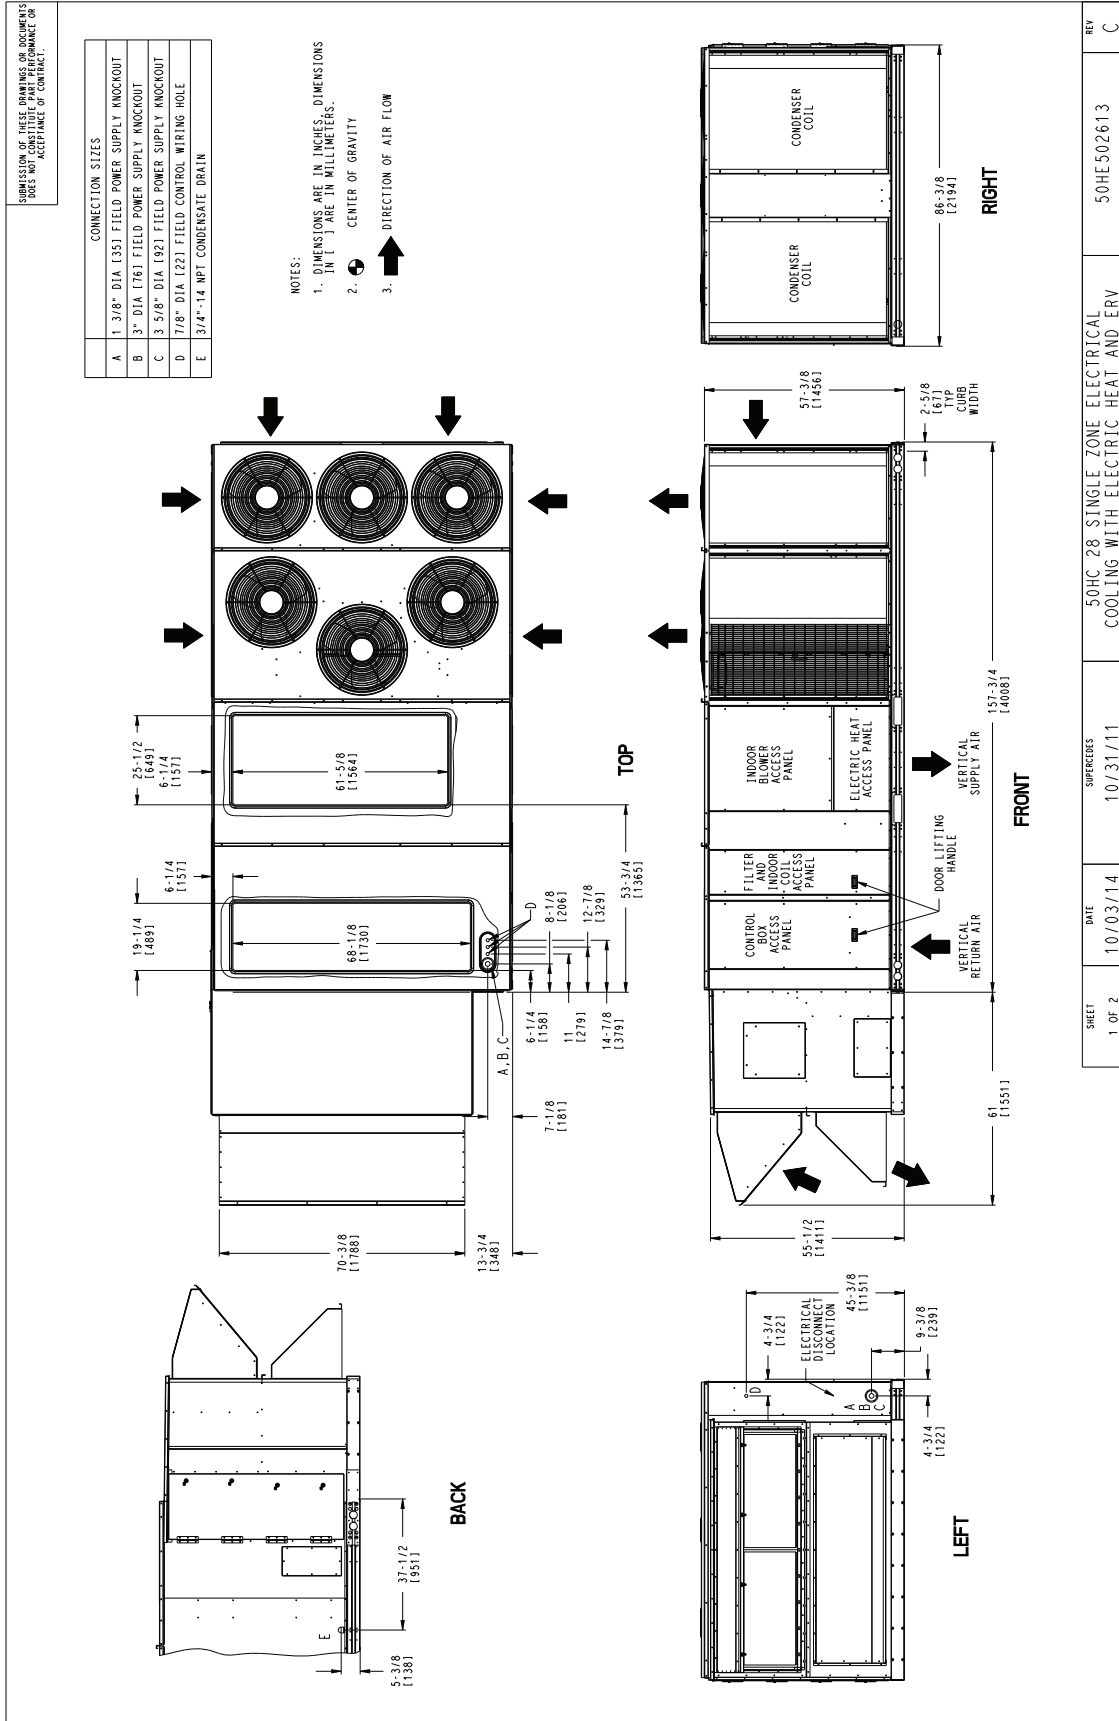 SUBMISSION OF THESE DRAWINGS OR DOCUMENTS
DOES NOT CONSTITUTE PART PERFORMANCE OR
ACCEPTANCE OF CONTRACT.
CONNECTION SIZES
A 1 3/8" DIA [35] FIELD POWER SUPPLY KNOCKOUT
B 3" DIA [76] FIELD POWER SUPPLY KNOCKOUT
C 3 5/8" DIA [92] FIELD POWER SUPPLY KNOCKOUT
D 7/8" DIA [22] FIELD CONTROL WIRING HOLE
E 3/4"-14 NPT CONDENSATE DRAIN
NOTES:
1. DIMENSIONS ARE IN INCHES, DIMENSIONS
IN [ ] ARE IN MILLIMETERS.
2. CENTER OF GRAVITY
3. DIRECTION OF AIR FLOW
5-3/8
[138]
E
37-1/2
[951]
BACK
70-3/8
[1788]
13-3/4
[348]
7-1/8
[181]
A,B,C
19-1/4
[489]
6-1/4
[157]
68-1/8
[1730]
25-1/2
[649]
6-1/4
[157]
61-5/8
[1564]
D
6-1/4
[158]
8-1/8
[206]
11
[279]
12-7/8
[329]
14-7/8
[379]
53-3/4
[1365]
TOP
4-3/4
[122]
D
ELECTRICAL
DISCONNECT
LOCATION
45-3/8
[1151]
A
B
C
9-3/8
[239]
4-3/4
[122]
LEFT
55-1/2
[1411]
61
[1551]
CONTROL
BOX
ACCESS
PANEL
FILTER
AND
INDOOR
COIL
ACCESS
PANEL
INDOOR
BLOWER
ACCESS
PANEL
ELECTRIC HEAT
ACCESS PANEL
VERTICAL
RETURN AIR
DOOR LIFTING
HANDLE
VERTICAL
SUPPLY AIR
157-3/4
[4008]
57-3/8
[1456]
2-5/8
[67]
TYP
CURB
WIDTH
FRONT
CONDENSER
COIL
CONDENSER
COIL
86-3/8
[2194]
RIGHT
SHEET
1 OF 2
DATE
10/03/14
SUPERCEDES
10/31/11
50HC 28 SINGLE ZONE ELECTRICAL
COOLING WITH ELECTRIC HEAT AND ERV
50HE502613
REV
C